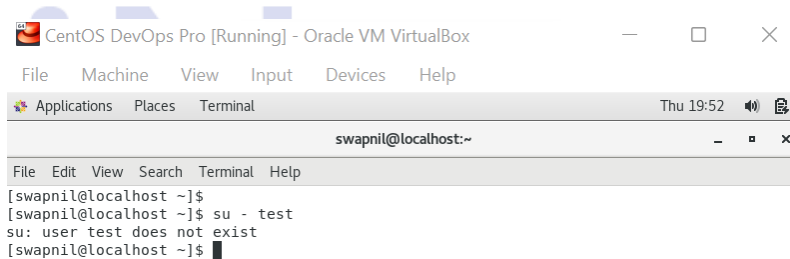 64
CentOS DevOps Pro [Running] - Oracle VM VirtualBox
File Machine View Input Devices Help
Applications Places Terminal Thu 19:52
swapnil@localhost:~
File Edit View Search Terminal Help
[swapnil@localhost ~]$
[swapnil@localhost ~]$ su - test
su: user test does not exist
[swapnil@localhost ~]$